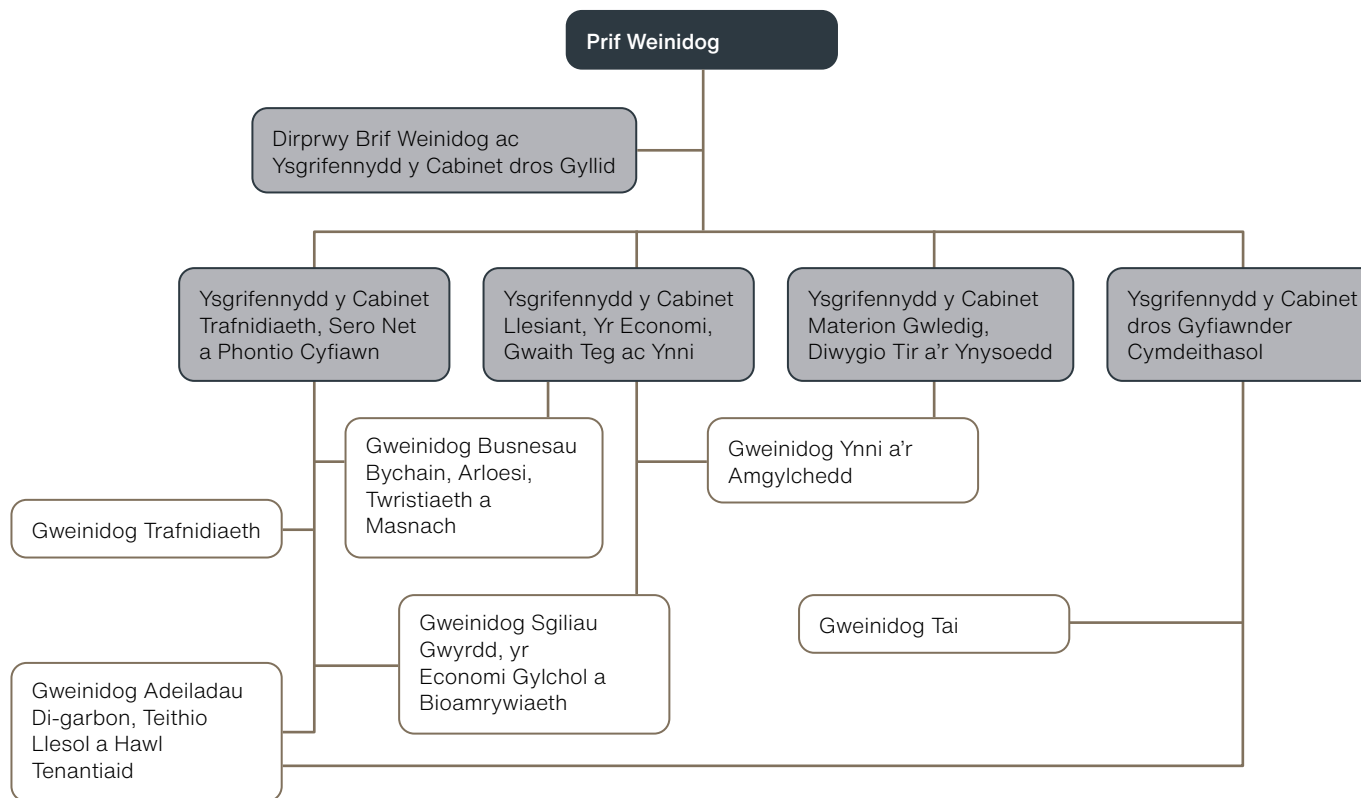 Prif Weinidog
Dirprwy Brif Weinidog ac
Ysgrifennydd y Cabinet dros Gyllid
Ysgrifennydd y Cabinet
Trafnidiaeth, Sero Net
a Phontio Cyfiawn
Ysgrifennydd y Cabinet
Llesiant, Yr Economi,
Gwaith Teg ac Ynni
Ysgrifennydd y Cabinet
Materion Gwledig,
Diwygio Tir a’r Ynysoedd
Ysgrifennydd y Cabinet
dros Gyfiawnder
Cymdeithasol
Gweinidog Busnesau
Bychain, Arloesi,
Twristiaeth a
Masnach
Gweinidog Ynni a’r
Amgylchedd
Gweinidog Trafnidiaeth
Gweinidog Sgiliau
Gwyrdd, yr
Economi Gylchol a
Bioamrywiaeth
Gweinidog Tai
Gweinidog Adeiladau
Di-garbon, Teithio
Llesol a Hawl
Tenantiaid